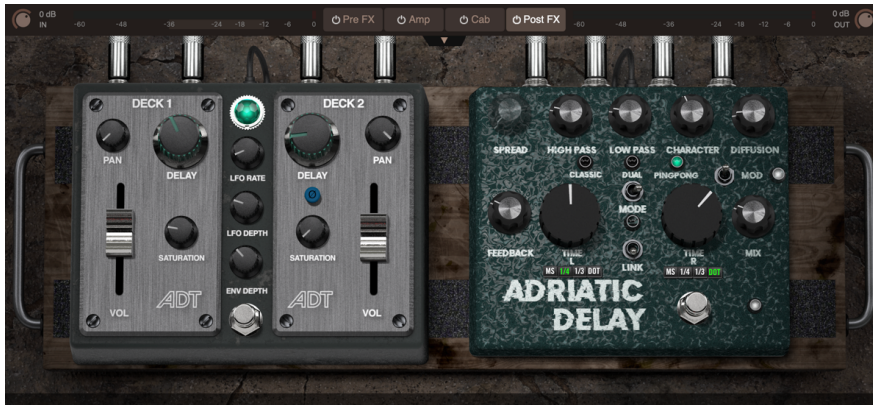 0 dB
IN
-60 -48 -36 -24 -18 -12 -6 0
Pre FX
Amp
Cab
Post FX
-60 -48 -36 -24 -18 -12 -6 0
0 dB
OUT
DECK 1
PAN
DELAY
SATURATION
ADT
VOL
LFO RATE
LFO DEPTH
ENV DEPTH
DECK 2
DELAY
PAN
SATURATION
ADT
VOL
SPREAD HIGH PASS LOW PASS CHARACTER DIFFUSION
CLASSIC DUAL PINGPONG MOD
MODE
FEEDBACK TIME TIME MIX
L R
LINK
MS 1/4 1/3 DOT MS 1/4 1/3 DOT
ADRIATIC
DELAY